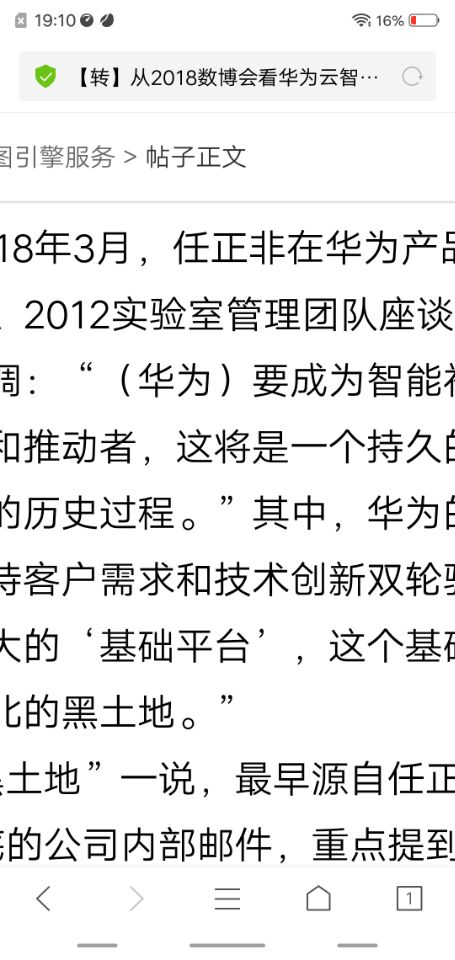 19:10
16%
【转】从2018数博会看华为云智…
图引擎服务 > 帖子正文
18年3月，任正非在华为产品
、2012实验室管理团队座谈
调：“（华为）要成为智能
和推动者，这将是一个持久的
的历史过程。”其中，华为的
持客户需求和技术创新双轮驱
大的‘基础平台’，这个基础
北的黑土地。”
黑土地”一说，最早源自任正
底的公司内部邮件，重点提到
1